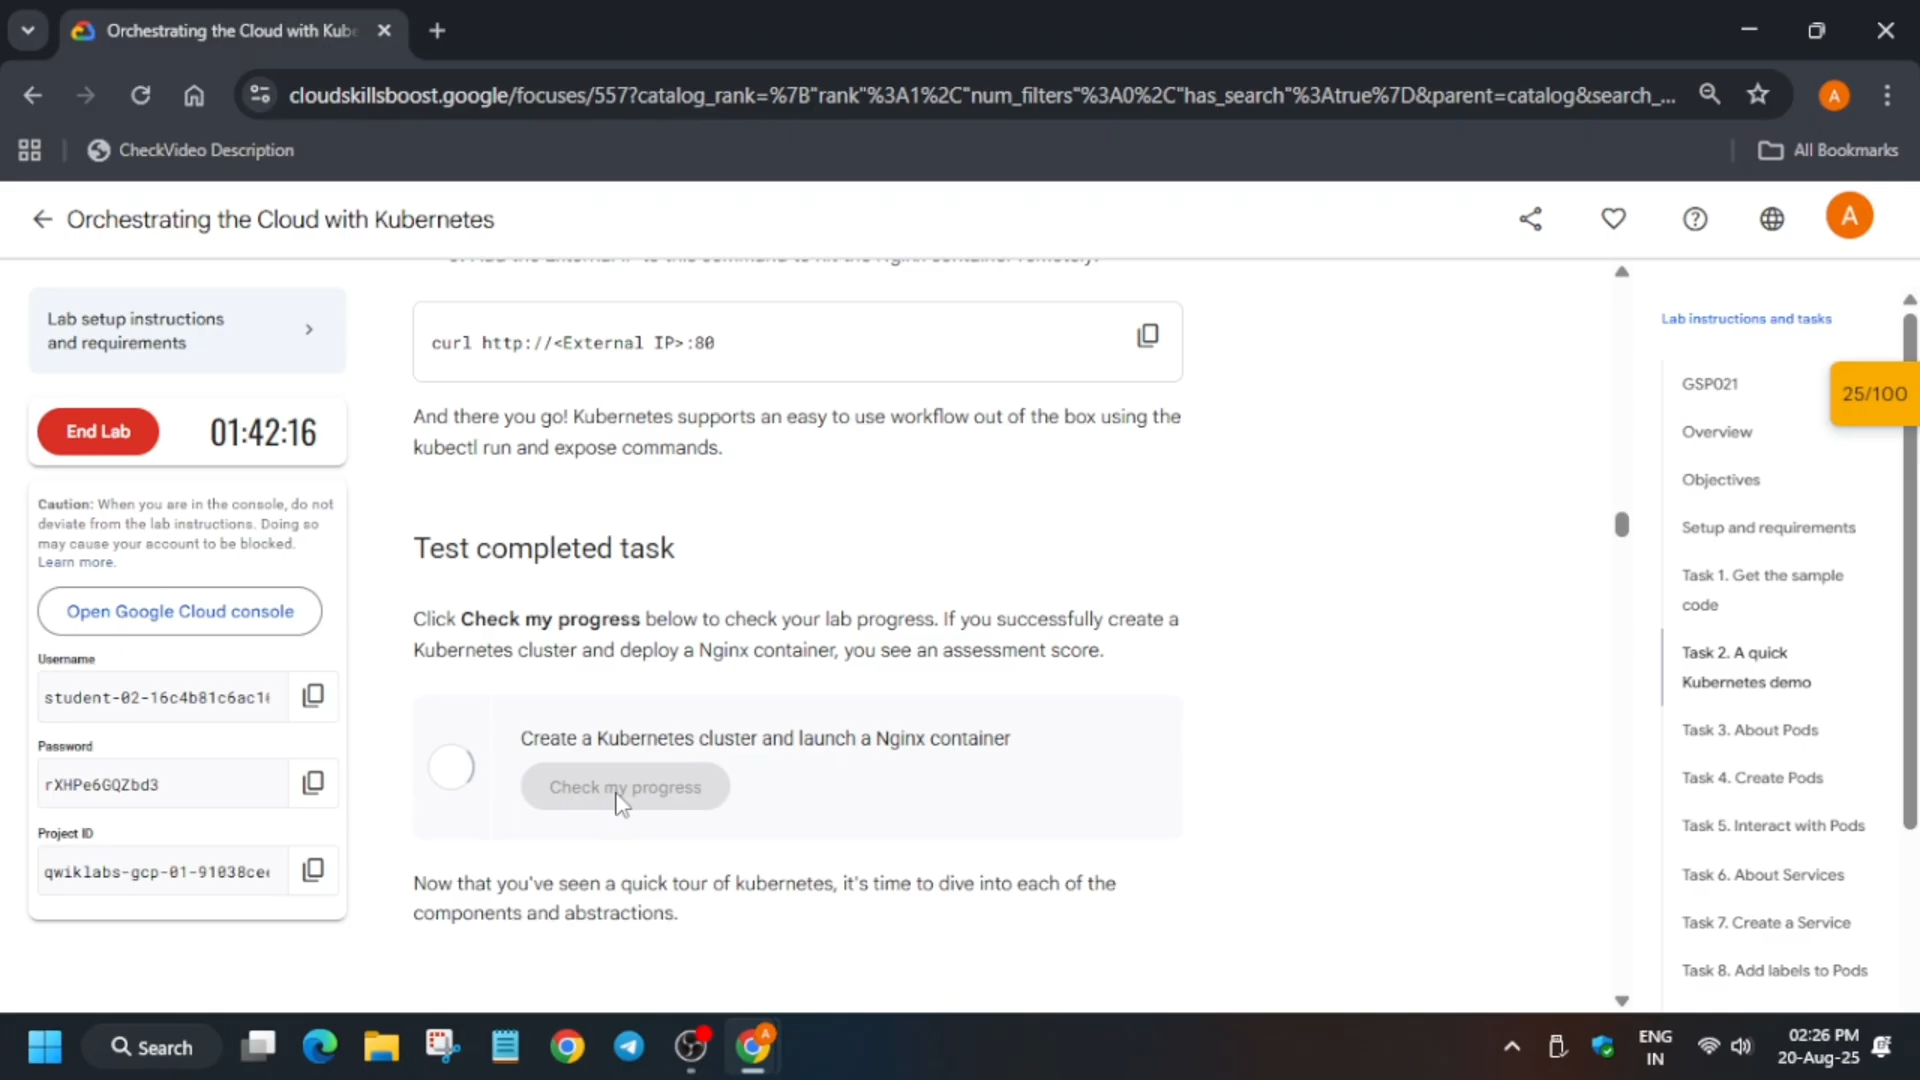 Orchestrating the Cloud with Kube
cloudskillsboost.google/focuses/557?catalog_rank=%7B"rank"%3A1%2C"num_filters"%3A0%2C"has_search"%3Atrue%7D&parent=catalog&search_...
A
CheckVideo Description
All Bookmarks
Orchestrating the Cloud with Kubernetes
A
Lab setup instructions
and requirements
End Lab
01:42:16
Caution: When you are in the console, do not
deviate from the lab instructions. Doing so
may cause your account to be blocked.
Learn more.
Open Google Cloud console
Username
student-02-16c4b81c6ac1
Password
rXHPe6GQZbd3
Project ID
qwiklabs-gcp-01-91038ce
curl http://<External IP>:80
And there you go! Kubernetes supports an easy to use workflow out of the box using the
kubectl run and expose commands.
Test completed task
Click Check my progress below to check your lab progress. If you successfully create a
Kubernetes cluster and deploy a Nginx container, you see an assessment score.
Create a Kubernetes cluster and launch a Nginx container
Check my progress
Now that you've seen a quick tour of kubernetes, it's time to dive into each of the
components and abstractions.
Lab instructions and tasks
GSP021
25/100
Overview
Objectives
Setup and requirements
Task 1. Get the sample
code
Task 2. A quick
Kubernetes demo
Task 3. About Pods
Task 4. Create Pods
Task 5. Interact with Pods
Task 6. About Services
Task 7. Create a Service
Task 8. Add labels to Pods
Search
A
ENG
IN
02:26 PM
20-Aug-25